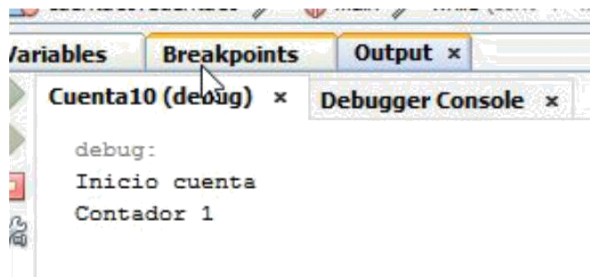 Variables Breakpoints Output ×
Cuenta10 (debug) × Debugger Console ×
debug:
Inicio cuenta
Contador 1